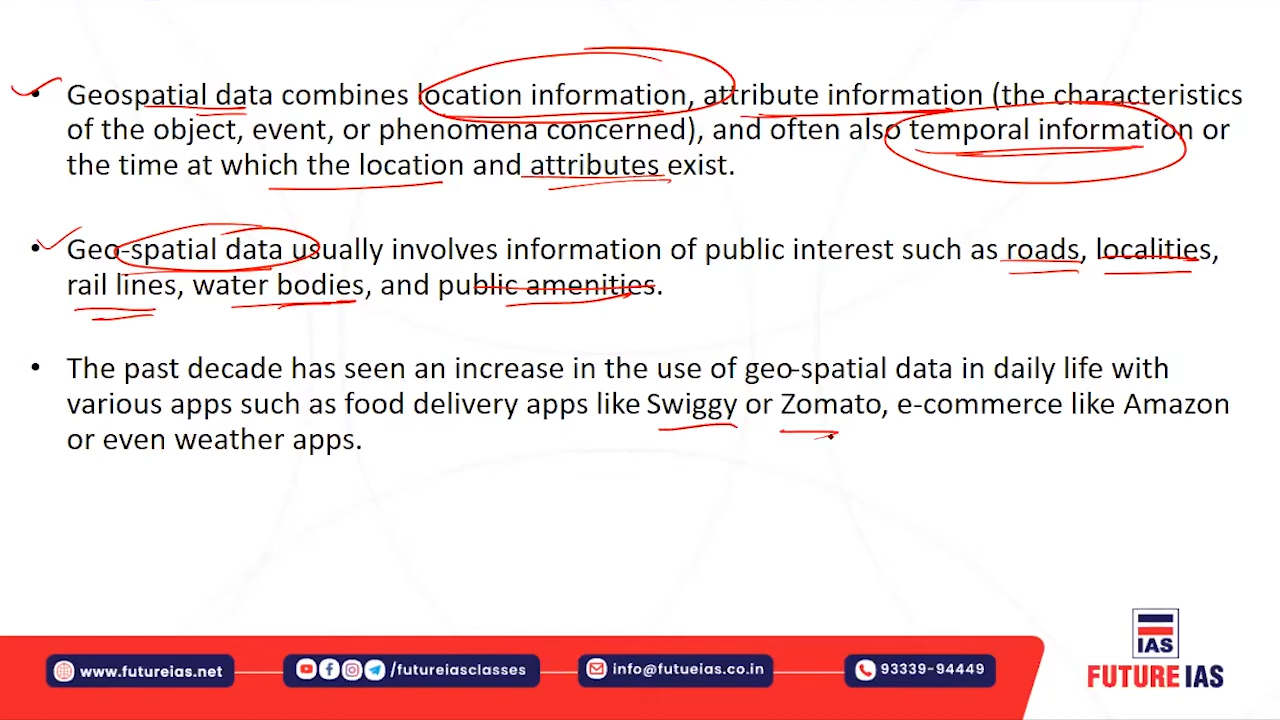 • Geospatial data combines location information, attribute information (the characteristics
of the object, event, or phenomena concerned), and often also temporal information or
the time at which the location and attributes exist.
• Geo-spatial data usually involves information of public interest such as roads, localities,
rail lines, water bodies, and public amenities.
• The past decade has seen an increase in the use of geo-spatial data in daily life with
various apps such as food delivery apps like Swiggy or Zomato, e-commerce like Amazon
or even weather apps.
IAS
www.futureias.net /futureiasclasses info@futueias.co.in 93339-94449
FUTURE IAS